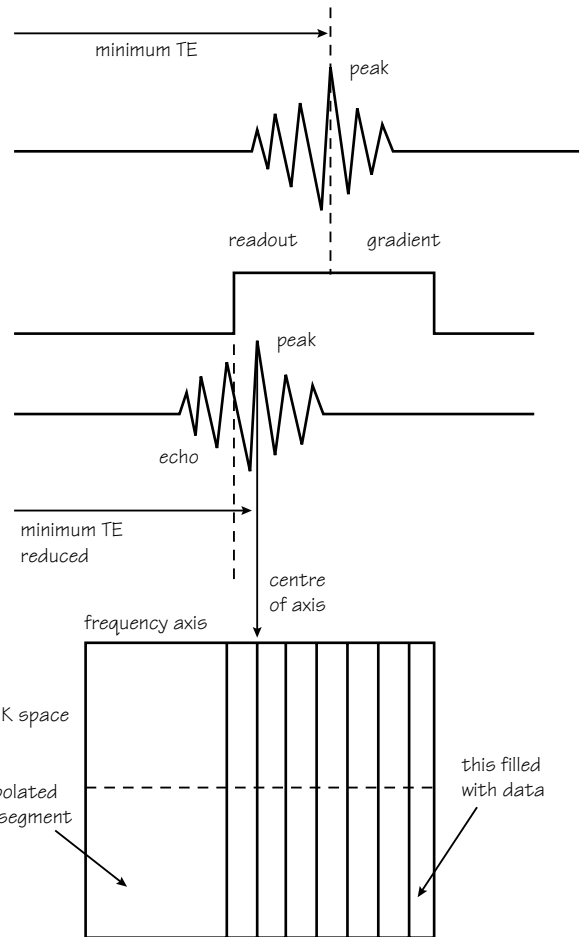 minimum TE
peak
readout gradient
peak
echo
minimum TE
reduced
centre
of axis
frequency axis
K space
this filled
with data
segment